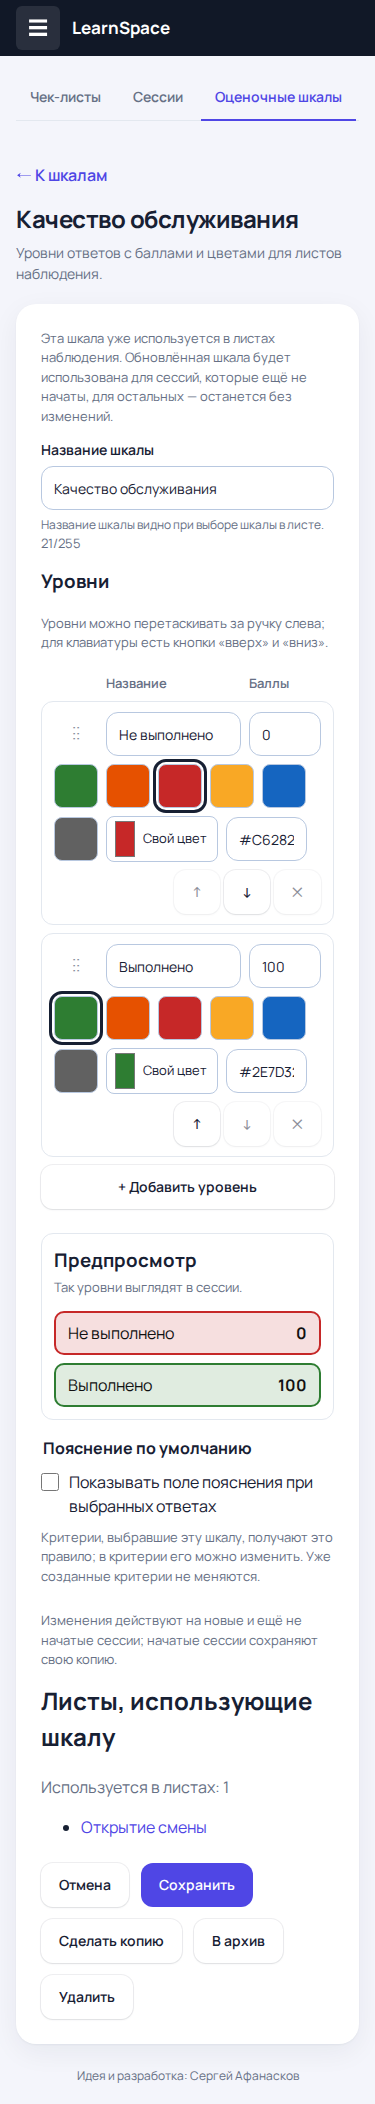 LearnSpace
Чек-листы Сессии Оценочные шкалы
← К шкалам
Качество обслуживания
Уровни ответов с баллами и цветами для листов
наблюдения.
Эта шкала уже используется в листах
наблюдения. Обновлённая шкала будет
использована для сессий, которые ещё не
начаты, для остальных — останется без
изменений.
Название шкалы
Качество обслуживания
Название шкалы видно при выборе шкалы в листе.
21/255
Уровни
Уровни можно перетаскивать за ручку слева;
для клавиатуры есть кнопки «вверх» и «вниз».
Название Баллы
Не выполнено 0
Свой цвет #C6282
↑ ↓ ×
Выполнено 100
Свой цвет #2E7D3
↑ ↓ ×
+ Добавить уровень
Предпросмотр
Так уровни выглядят в сессии.
Не выполнено 0
Выполнено 100
Пояснение по умолчанию
Показывать поле пояснения при
выбранных ответах
Критерии, выбравшие эту шкалу, получают это
правило; в критерии его можно изменить. Уже
созданные критерии не меняются.
Изменения действуют на новые и ещё не
начатые сессии; начатые сессии сохраняют
свою копию.
Листы, использующие
шкалу
Используется в листах: 1
• Открытие смены
Отмена Сохранить
Сделать копию В архив
Удалить
Идея и разработка: Сергей Афанасков